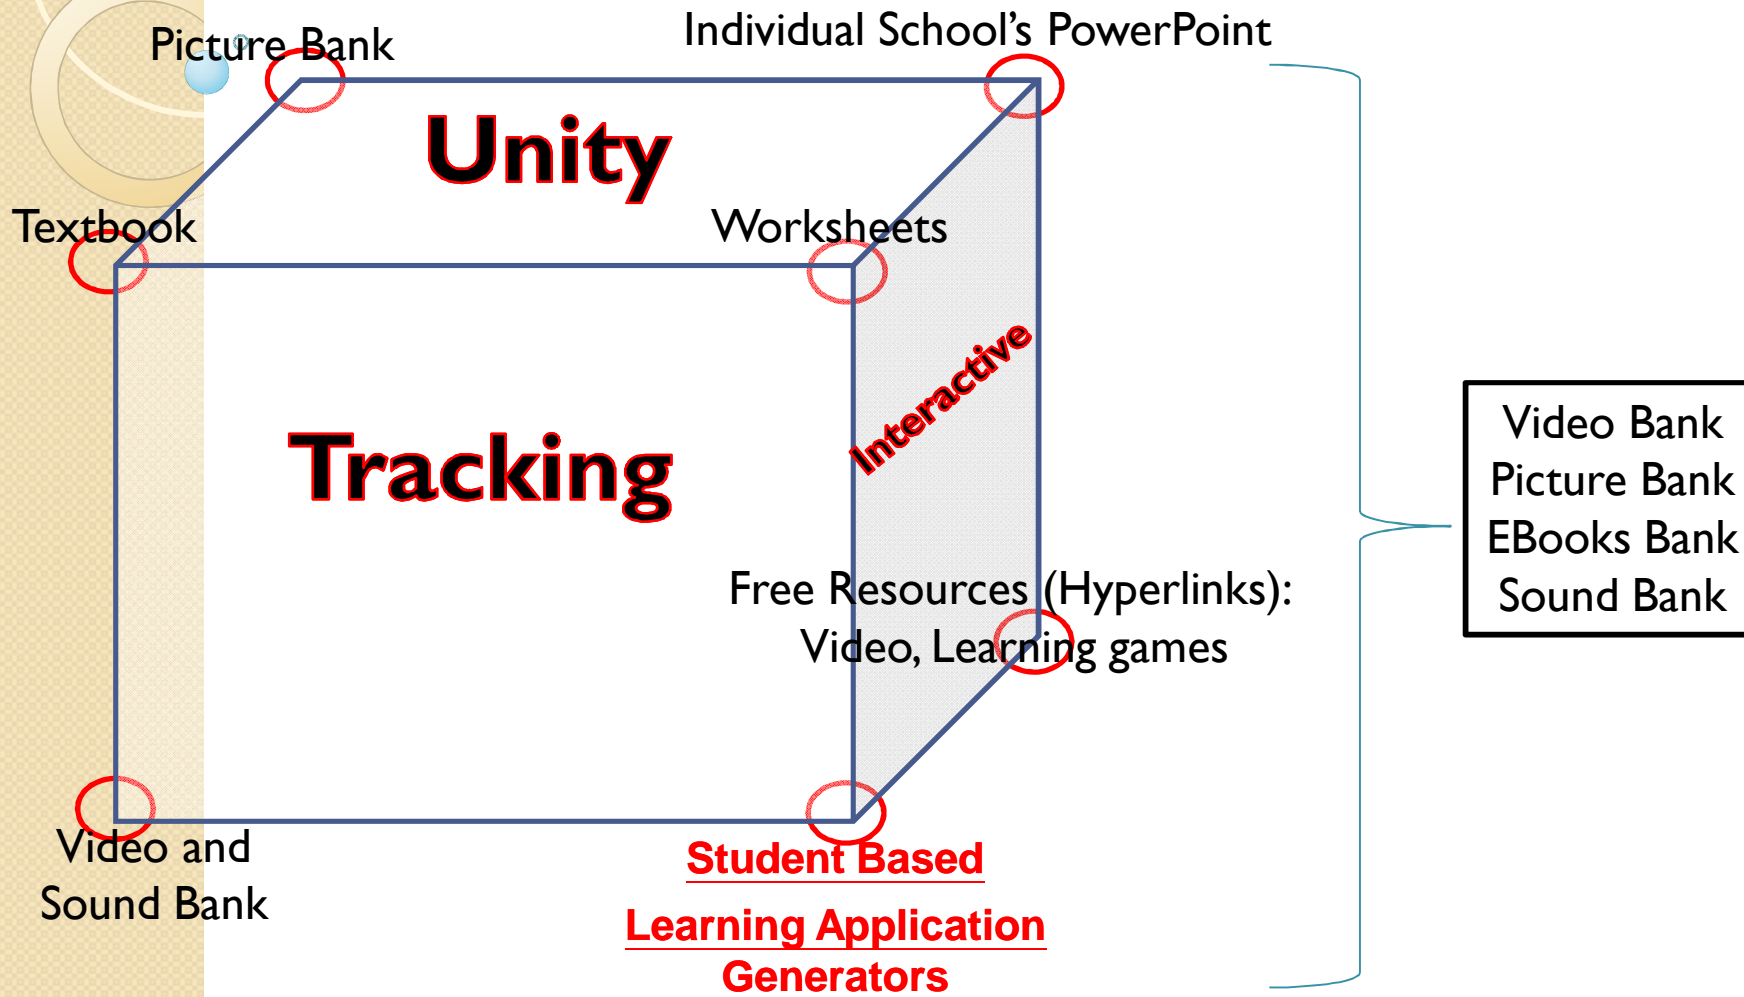 Picture Bank
Individual School’s PowerPoint
Unity
Textbook
Worksheets
Interactive
Tracking
Free Resources (Hyperlinks):
Video, Learning games
Video and
Sound Bank
Student Based
Learning Application
Generators
Video Bank
Picture Bank
EBooks Bank
Sound Bank